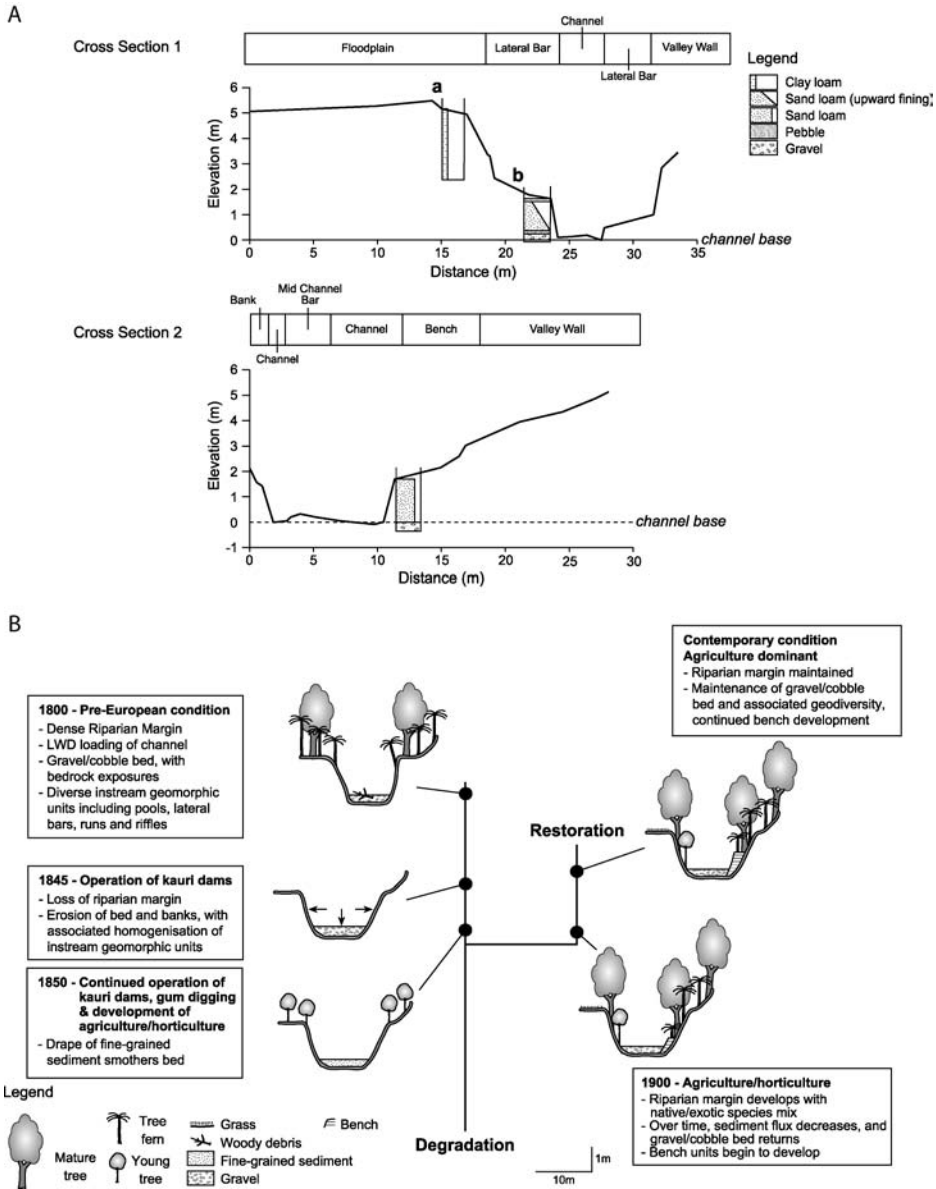 A
Cross Section 1
Floodplain
Lateral Bar
Channel
Lateral Bar
Valley Wall
Legend
Clay loam
Sand loam (upward fining)
Sand loam
Pebble
Gravel
a
b
Elevation (m)
6
5
4
3
2
1
0
channel base
0 5 10 15 20 25 30 35
Distance (m)
Cross Section 2
Bank
Channel
Mid Channel
Bar
Channel
Bench
Valley Wall
Elevation (m)
6
5
4
3
2
1
0
-1
channel base
0 5 10 15 20 25 30
Distance (m)
B
1800 - Pre-European condition
- Dense Riparian Margin
- LWD loading of channel
- Gravel/cobble bed, with
bedrock exposures
- Diverse instream geomorphic
units including pools, lateral
bars, runs and riffles
1845 - Operation of kauri dams
- Loss of riparian margin
- Erosion of bed and banks, with
associated homogenisation of
instream geomorphic units
1850 - Continued operation of
kauri dams, gum digging
& development of
agriculture/horticulture
- Drape of fine-grained
sediment smothers bed
Contemporary condition
Agriculture dominant
- Riparian margin maintained
- Maintenance of gravel/cobble
bed and associated geodiversity,
continued bench development
Restoration
1900 - Agriculture/horticulture
- Riparian margin develops with
native/exotic species mix
- Over time, sediment flux decreases, and
gravel/cobble bed returns
- Bench units begin to develop
Degradation
1m
10m
Legend
Mature
tree
Tree
fern
Young
tree
Grass
Woody debris
Fine-grained sediment
Gravel
Bench